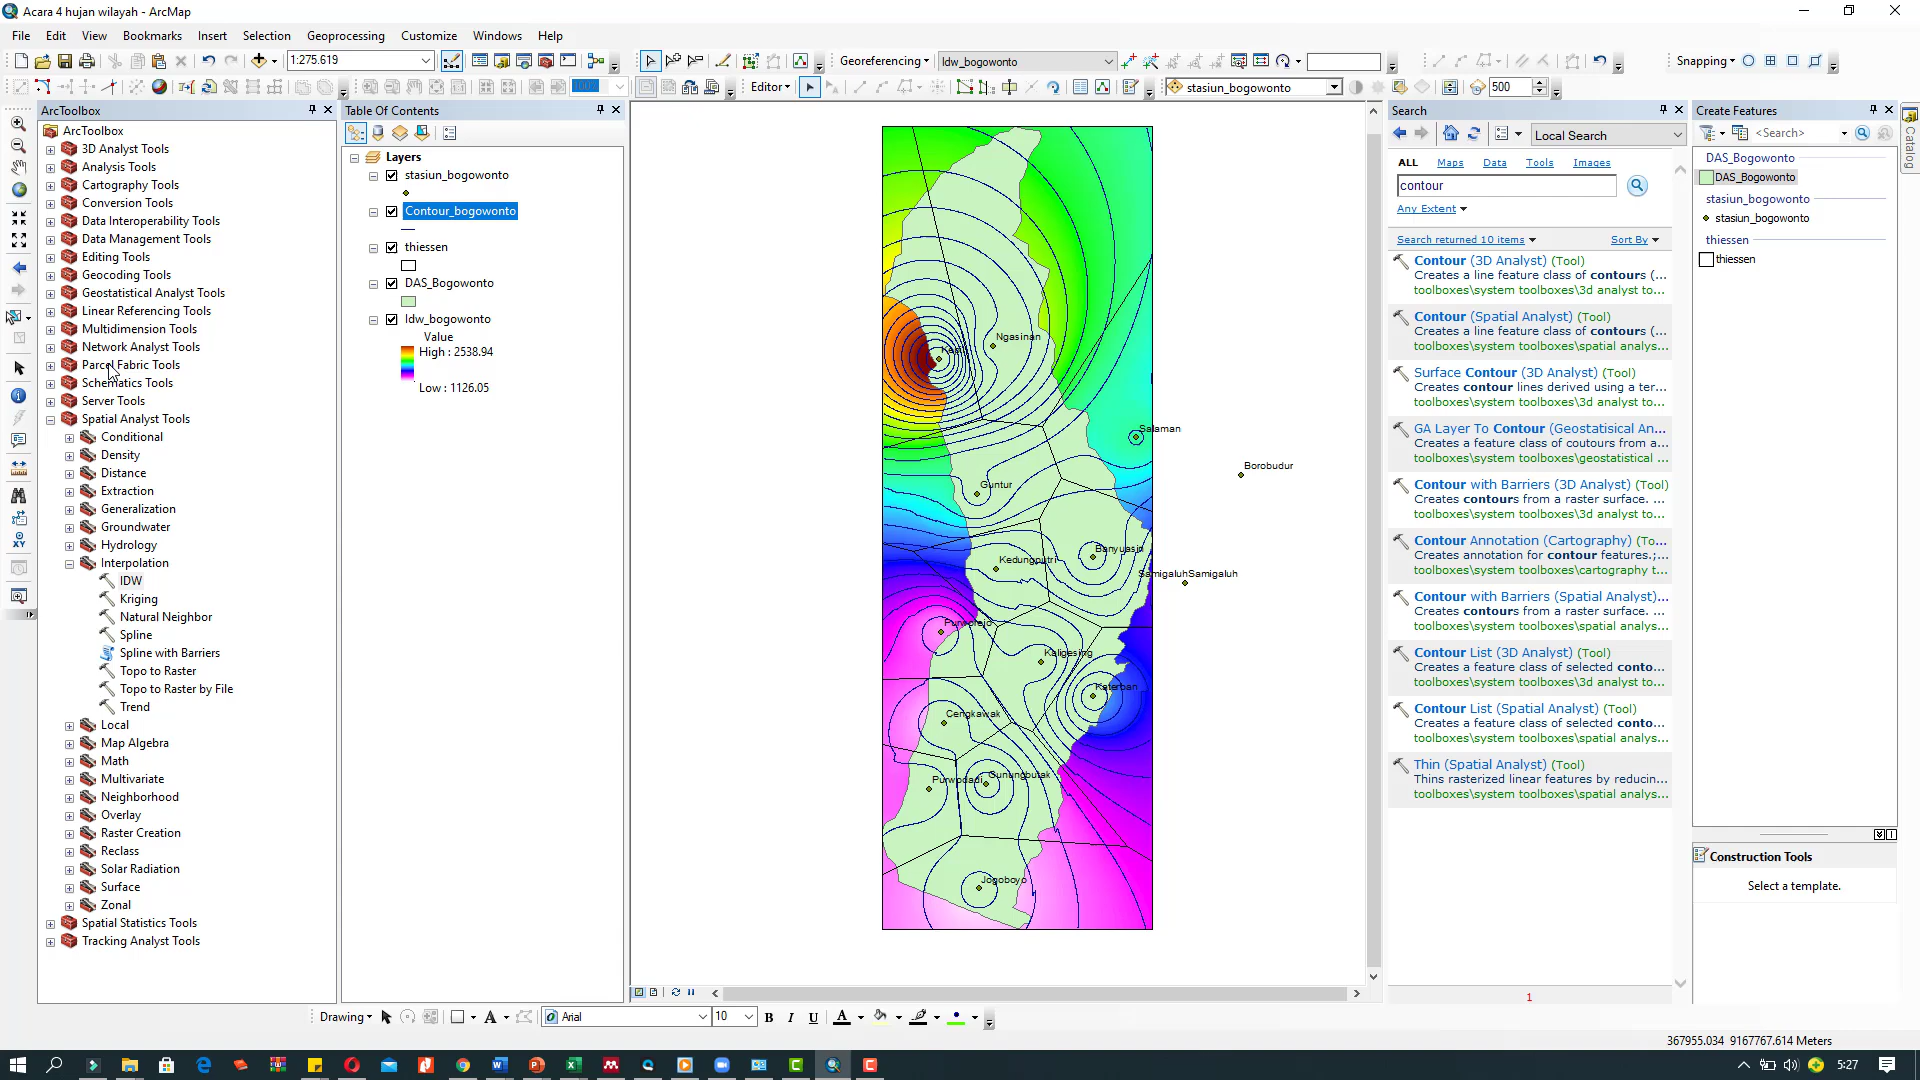 Acara 4 hujan wilayah - ArcMap
File Edit View Bookmarks Insert Selection Geoprocessing Customize Windows Help
1:275.619
Georeferencing
Idw_bogowonto
Snapping
Editor
stasiun_bogowonto
500
ArcToolbox
ArcToolbox
3D Analyst Tools
Analysis Tools
Cartography Tools
Conversion Tools
Data Interoperability Tools
Data Management Tools
Editing Tools
Geocoding Tools
Geostatistical Analyst Tools
Linear Referencing Tools
Multidimension Tools
Network Analyst Tools
Parcel Fabric Tools
Schematics Tools
Server Tools
Spatial Analyst Tools
Conditional
Density
Distance
Extraction
Generalization
Groundwater
Hydrology
Interpolation
IDW
Kriging
Natural Neighbor
Spline
Spline with Barriers
Topo to Raster
Topo to Raster by File
Trend
Local
Map Algebra
Math
Multivariate
Neighborhood
Overlay
Raster Creation
Reclass
Solar Radiation
Surface
Zonal
Spatial Statistics Tools
Tracking Analyst Tools
Table Of Contents
Layers
stasiun_bogowonto
Contour_bogowonto
thiessen
DAS_Bogowonto
Idw_bogowonto
Value
High : 2538.94
Low : 1126.05
Ngasinan
Salaman
Borobudur
Guntur
Banyuasin
Kedungputri
SamigaluhSamigaluh
Purworejo
Kaligesing
Katerban
Cengkawak
Purwodadi
Gunungbutak
Jogoboyo
Search
Local Search
ALL Maps Data Tools Images
contour
Any Extent
Search returned 10 items Sort By
Contour (3D Analyst) (Tool)
Creates a line feature class of contours (...
toolboxes\system toolboxes\3d analyst to...
Contour (Spatial Analyst) (Tool)
Creates a line feature class of contours (...
toolboxes\system toolboxes\spatial analys...
Surface Contour (3D Analyst) (Tool)
Creates contour lines derived using a ter...
toolboxes\system toolboxes\3d analyst to...
GA Layer To Contour (Geostatisical An...
Creates a feature class of coutours from a...
toolboxes\system toolboxes\geostatistical ...
Contour with Barriers (3D Analyst) (Tool)
Creates contours from a raster surface. ...
toolboxes\system toolboxes\3d analyst to...
Contour Annotation (Cartography) (To...
Creates annotation for contour features.;...
toolboxes\system toolboxes\cartography t...
Contour with Barriers (Spatial Analyst)...
Creates contours from a raster surface. ...
toolboxes\system toolboxes\spatial analys...
Contour List (3D Analyst) (Tool)
Creates a feature class of selected conto...
toolboxes\system toolboxes\3d analyst to...
Contour List (Spatial Analyst) (Tool)
Creates a feature class of selected conto...
toolboxes\system toolboxes\spatial analys...
Thin (Spatial Analyst) (Tool)
Thins rasterized linear features by reducin...
toolboxes\system toolboxes\spatial analys...
1
Create Features
<Search>
DAS_Bogowonto
DAS_Bogowonto
stasiun_bogowonto
stasiun_bogowonto
thiessen
thiessen
Construction Tools
Select a template.
Catalog
Drawing
Arial
10
B I U A
367955.034 9167767.614 Meters
5:27